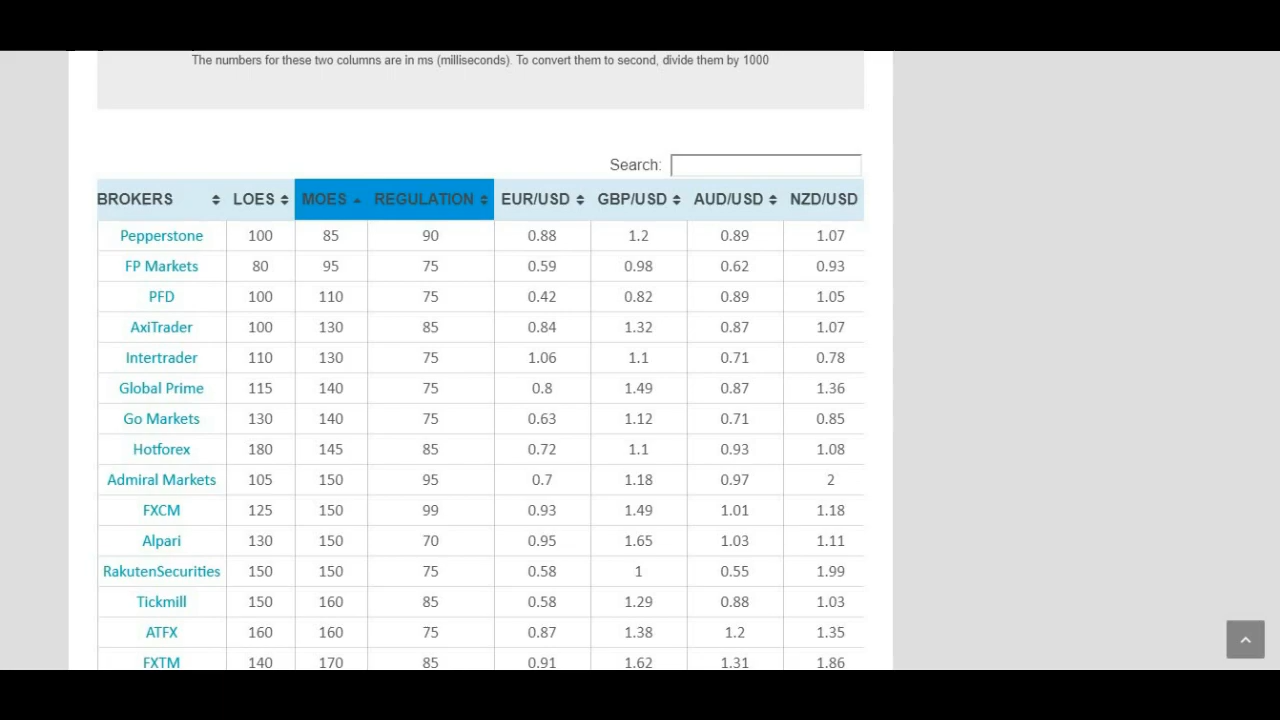 The numbers for these two columns are in ms (milliseconds). To convert them to second, divide them by 1000
Search:
BROKERS LOES MOES REGULATION EUR/USD GBP/USD AUD/USD NZD/USD
Pepperstone 100 85 90 0.88 1.2 0.89 1.07
FP Markets 80 95 75 0.59 0.98 0.62 0.93
PFD 100 110 75 0.42 0.82 0.89 1.05
AxiTrader 100 130 85 0.84 1.32 0.87 1.07
Intertrader 110 130 75 1.06 1.1 0.71 0.78
Global Prime 115 140 75 0.8 1.49 0.87 1.36
Go Markets 130 140 75 0.63 1.12 0.71 0.85
Hotforex 180 145 85 0.72 1.1 0.93 1.08
Admiral Markets 105 150 95 0.7 1.18 0.97 2
FXCM 125 150 99 0.93 1.49 1.01 1.18
Alpari 130 150 70 0.95 1.65 1.03 1.11
RakutenSecurities 150 150 75 0.58 1 0.55 1.99
Tickmill 150 160 85 0.58 1.29 0.88 1.03
ATFX 160 160 75 0.87 1.38 1.2 1.35
FXTM 140 170 85 0.91 1.62 1.31 1.86